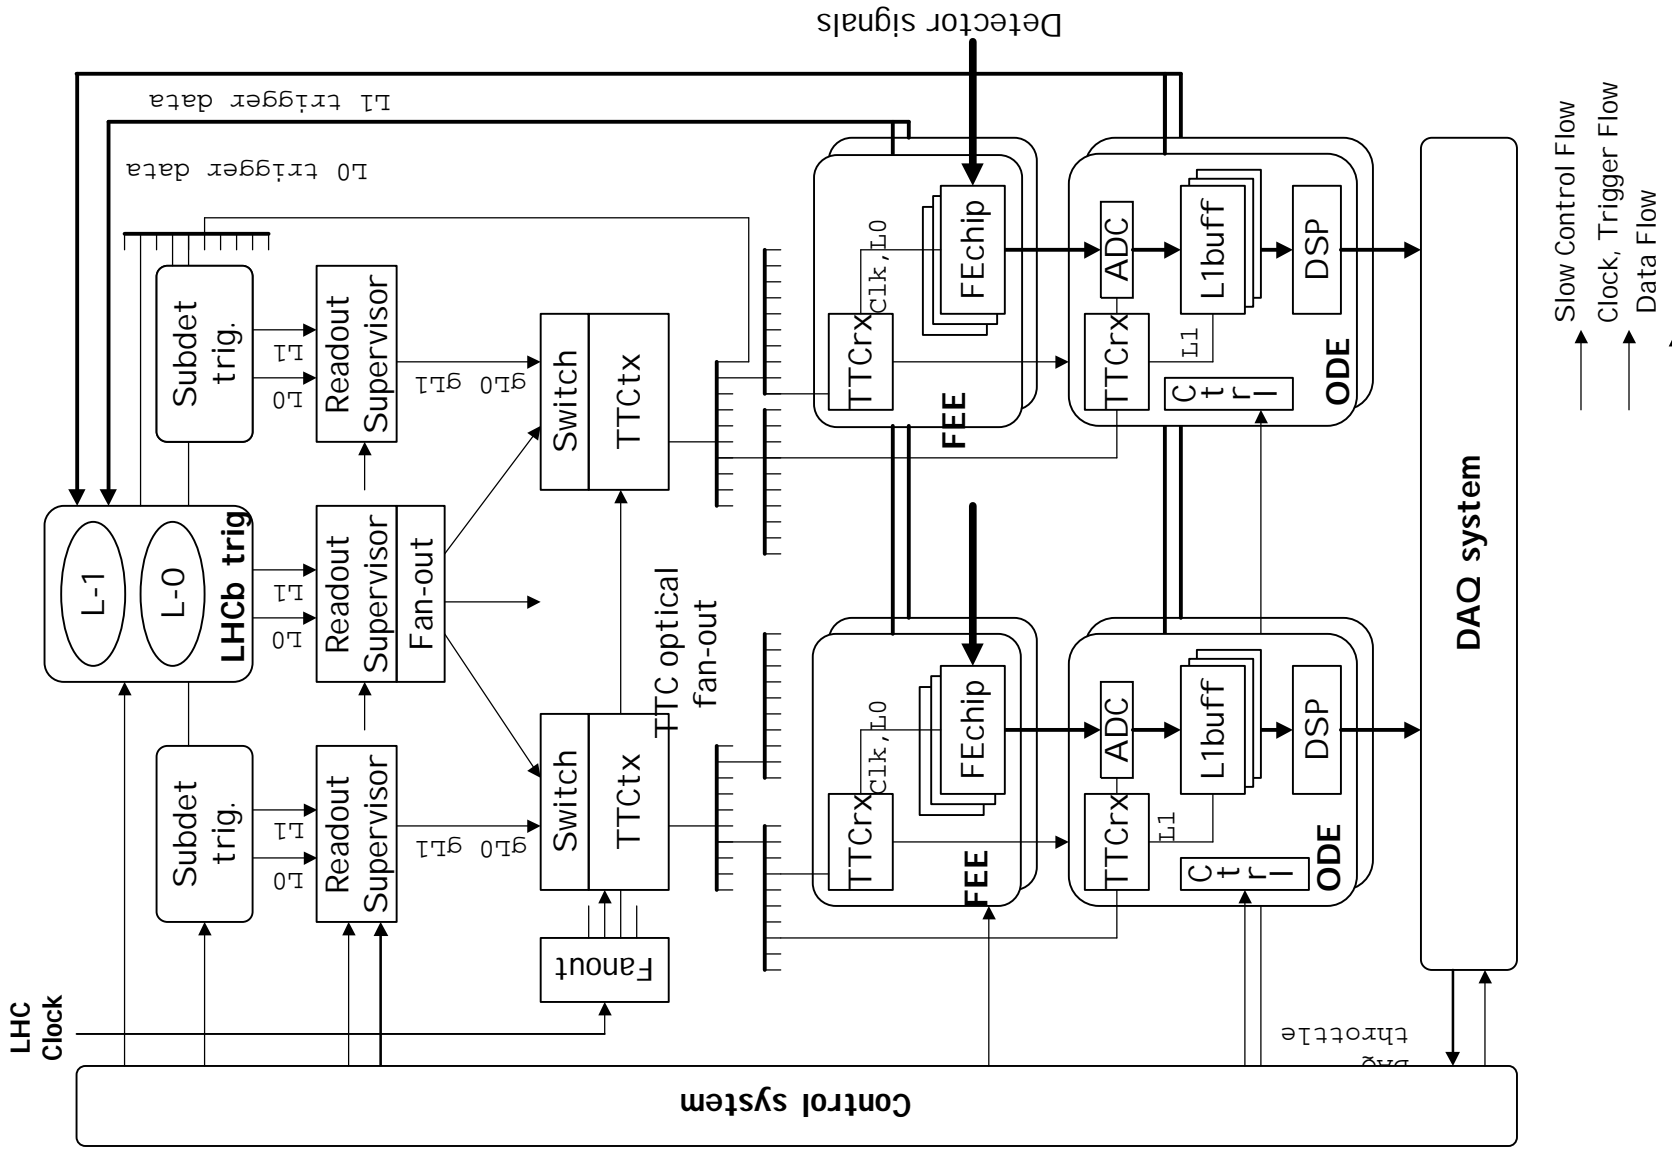 LHC
Clock
Control system
L1 trigger data
L0 trigger data
Detector signals
L-1
L-0
LHCb trig
Subdet
trig.
L0
L1
Readout
Supervisor
gL0 gL1
Subdet
trig.
L0
L1
Readout
Supervisor
gL0 gL1
L0
L1
Readout
Supervisor
Fan-out
Switch
TTCtx
Switch
TTCtx
Fanout
TTC optical
fan-out
TTCrx
Clk,L0
FEchip
FEE
TTCrx
Clk,L0
FEchip
FEE
TTCrx
ADC
L1
L1buff
DSP
Ctrl
ODE
TTCrx
ADC
L1
L1buff
DSP
Ctrl
ODE
DAQ
throttle
DAQ system
Slow Control Flow
Clock, Trigger Flow
Data Flow